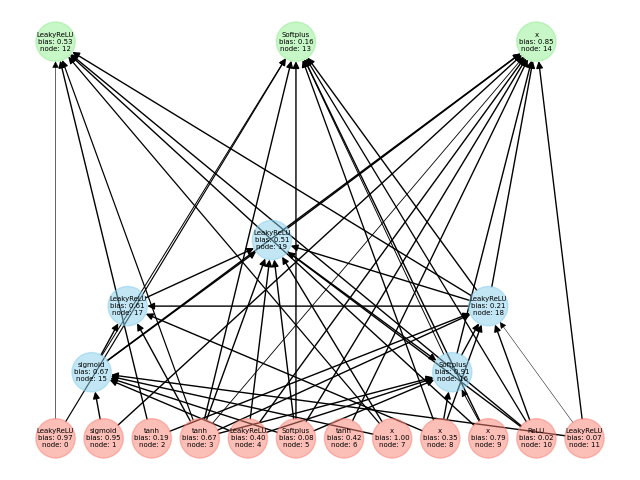 LeakyReLU
bias: 0.53
node: 12
Softplus
bias: 0.16
node: 13
x
bias: 0.85
node: 14
LeakyReLU
bias: 0.51
node: 19
LeakyReLU
bias: 0.61
node: 17
LeakyReLU
bias: 0.21
node: 18
sigmoid
bias: 0.67
node: 15
Softplus
bias: 0.91
node: 16
LeakyReLU
bias: 0.97
node: 0
sigmoid
bias: 0.95
node: 1
tanh
bias: 0.19
node: 2
tanh
bias: 0.67
node: 3
LeakyReLU
bias: 0.40
node: 4
Softplus
bias: 0.08
node: 5
tanh
bias: 0.42
node: 6
x
bias: 1.00
node: 7
x
bias: 0.35
node: 8
x
bias: 0.79
node: 9
ReLU
bias: 0.02
node: 10
LeakyReLU
bias: 0.07
node: 11